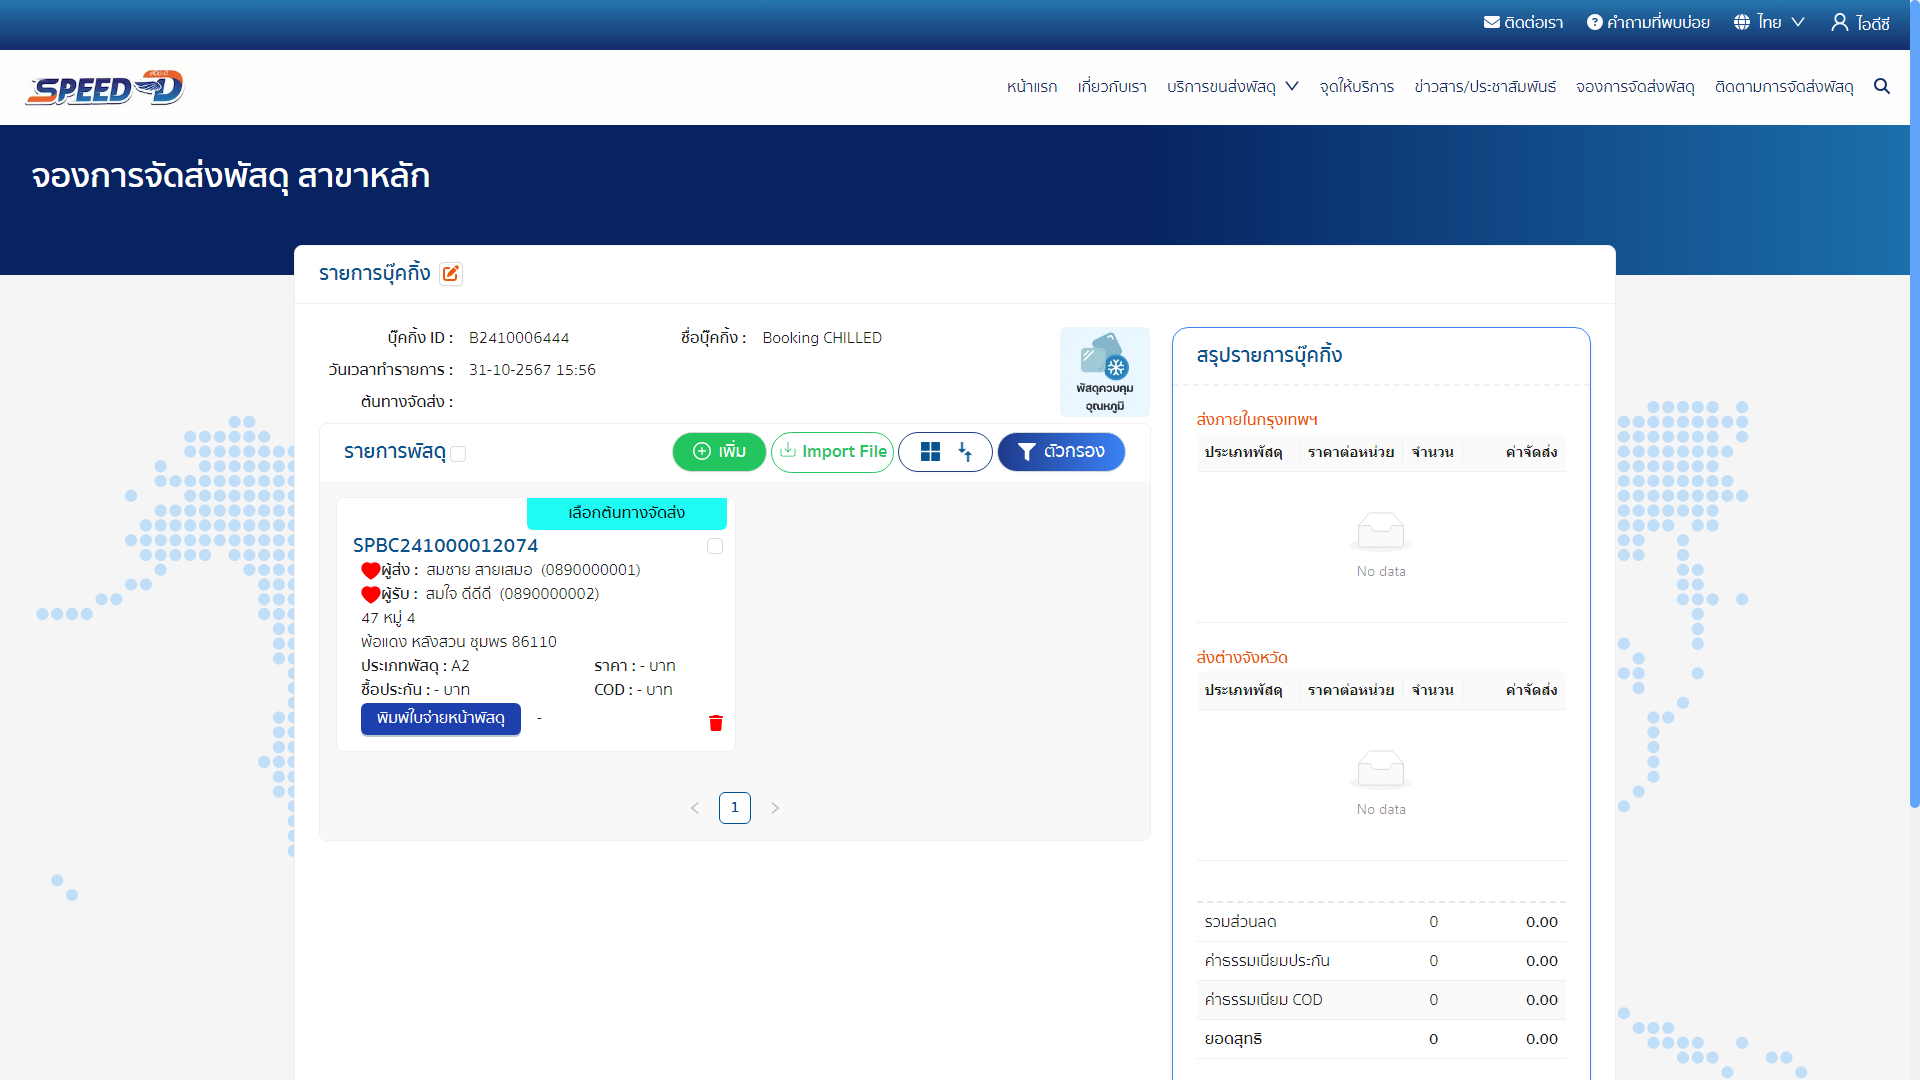 ติดต่อเรา คำถามที่พบบ่อย ไทย ไอดีซี
SPEED-D
หน้าแรก เกี่ยวกับเรา บริการขนส่งพัสดุ จุดให้บริการ ข่าวสาร/ประชาสัมพันธ์ จองการจัดส่งพัสดุ ติดตามการจัดส่งพัสดุ
จองการจัดส่งพัสดุ สาขาหลัก
รายการบุ๊คกิ้ง
บุ๊คกิ้ง ID : B2410006444 ชื่อบุ๊คกิ้ง : Booking CHILLED
วันเวลาทำรายการ : 31-10-2567 15:56
ต้นทางจัดส่ง :
พัสดุควบคุม
อุณหภูมิ
รายการพัสดุ เพิ่ม Import File ตัวกรอง
เลือกต้นทางจัดส่ง
SPBC241000012074
ผู้ส่ง : สมชาย สายเสมอ (0890000001)
ผู้รับ : สมใจ ดีดีดี (0890000002)
47 หมู่ 4
พ้อแดง หลังสวน ชุมพร 86110
ประเภทพัสดุ : A2 ราคา : - บาท
ซื้อประกัน : - บาท COD : - บาท
พิมพ์ใบจ่ายหน้าพัสดุ -
1
สรุปรายการบุ๊คกิ้ง
ส่งภายในกรุงเทพฯ
ประเภทพัสดุ ราคาต่อหน่วย จำนวน ค่าจัดส่ง
No data
ส่งต่างจังหวัด
ประเภทพัสดุ ราคาต่อหน่วย จำนวน ค่าจัดส่ง
No data
รวมส่วนลด 0 0.00
ค่าธรรมเนียมประกัน 0 0.00
ค่าธรรมเนียม COD 0 0.00
ยอดสุทธิ 0 0.00